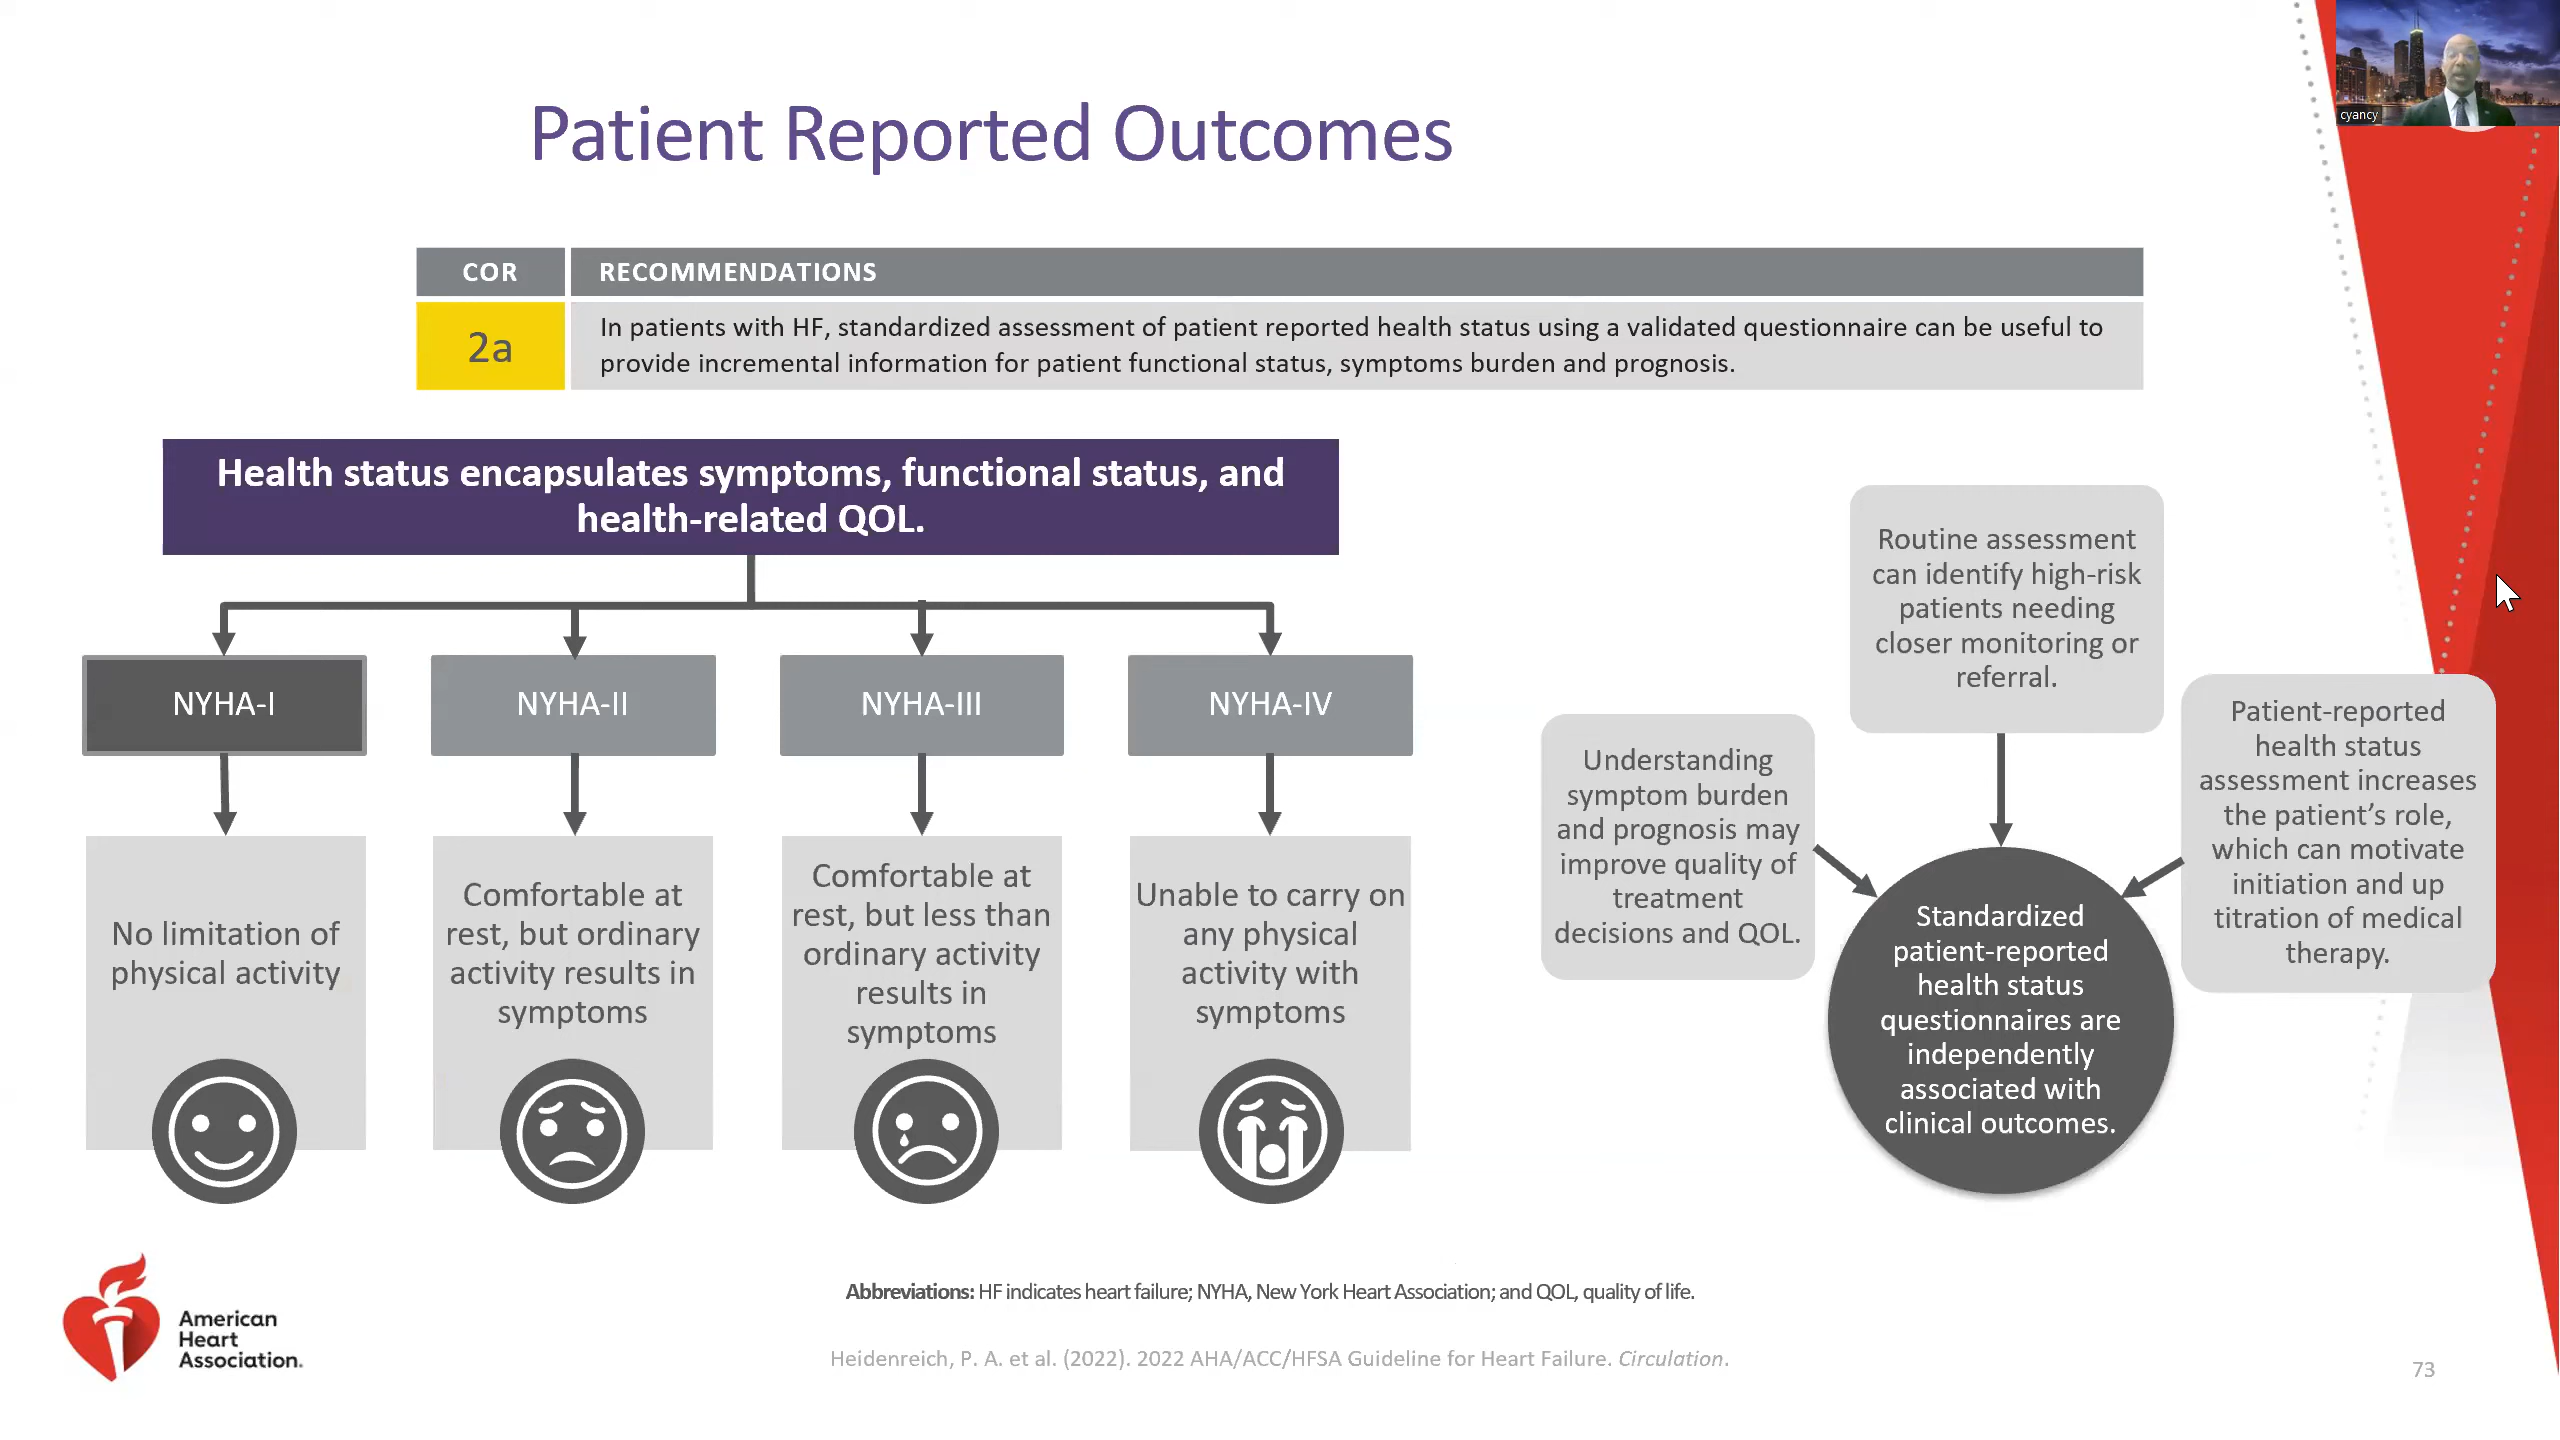 cyancy
Patient Reported Outcomes
COR
RECOMMENDATIONS
2a
In patients with HF, standardized assessment of patient reported health status using a validated questionnaire can be useful to
provide incremental information for patient functional status, symptoms burden and prognosis.
Health status encapsulates symptoms, functional status, and
health-related QOL.
NYHA-I
NYHA-II
NYHA-III
NYHA-IV
No limitation of
physical activity
Comfortable at
rest, but ordinary
activity results in
symptoms
Comfortable at
rest, but less than
ordinary activity
results in
symptoms
Unable to carry on
any physical
activity with
symptoms
Understanding
symptom burden
and prognosis may
improve quality of
treatment
decisions and QOL.
Routine assessment
can identify high-risk
patients needing
closer monitoring or
referral.
Patient-reported
health status
assessment increases
the patient’s role,
which can motivate
initiation and up
titration of medical
therapy.
Standardized
patient-reported
health status
questionnaires are
independently
associated with
clinical outcomes.
Abbreviations: HF indicates heart failure; NYHA, New York Heart Association; and QOL, quality of life.
American
Heart
Association.
Heidenreich, P. A. et al. (2022). 2022 AHA/ACC/HFSA Guideline for Heart Failure. Circulation.
73